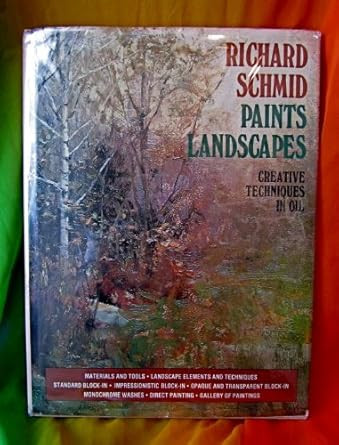 RICHARD
SCHMID
PAINTS
LANDSCAPES
CREATIVE
TECHNIQUES
IN OIL
MATERIALS AND TOOLS • LANDSCAPE ELEMENTS AND TECHNIQUES
STANDARD BLOCK-IN • IMPRESSIONISTIC BLOCK-IN • OPAQUE AND TRANSPARENT BLOCK-IN
MONOCHROME WASHES • DIRECT PAINTING • GALLERY OF PAINTINGS